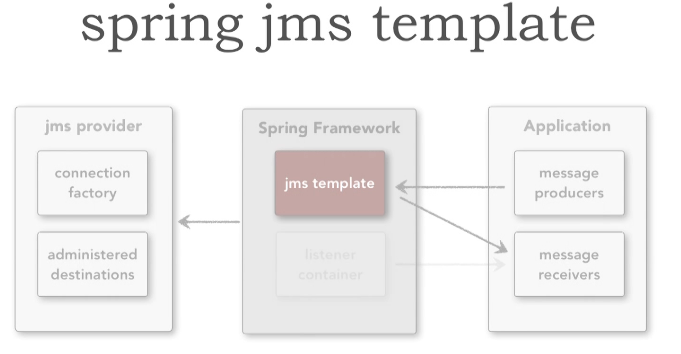 spring jms template
jms provider
connection
factory
administered
destinations
Spring Framework
jms template
listener
container
Application
message
producers
message
receivers